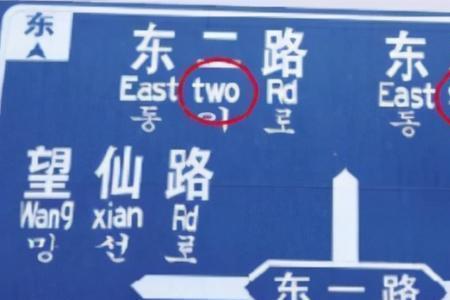 东
东二路 东
East two Rd East
동 이 로 동
望仙路
Wang xian Rd
망 선 로
东一路